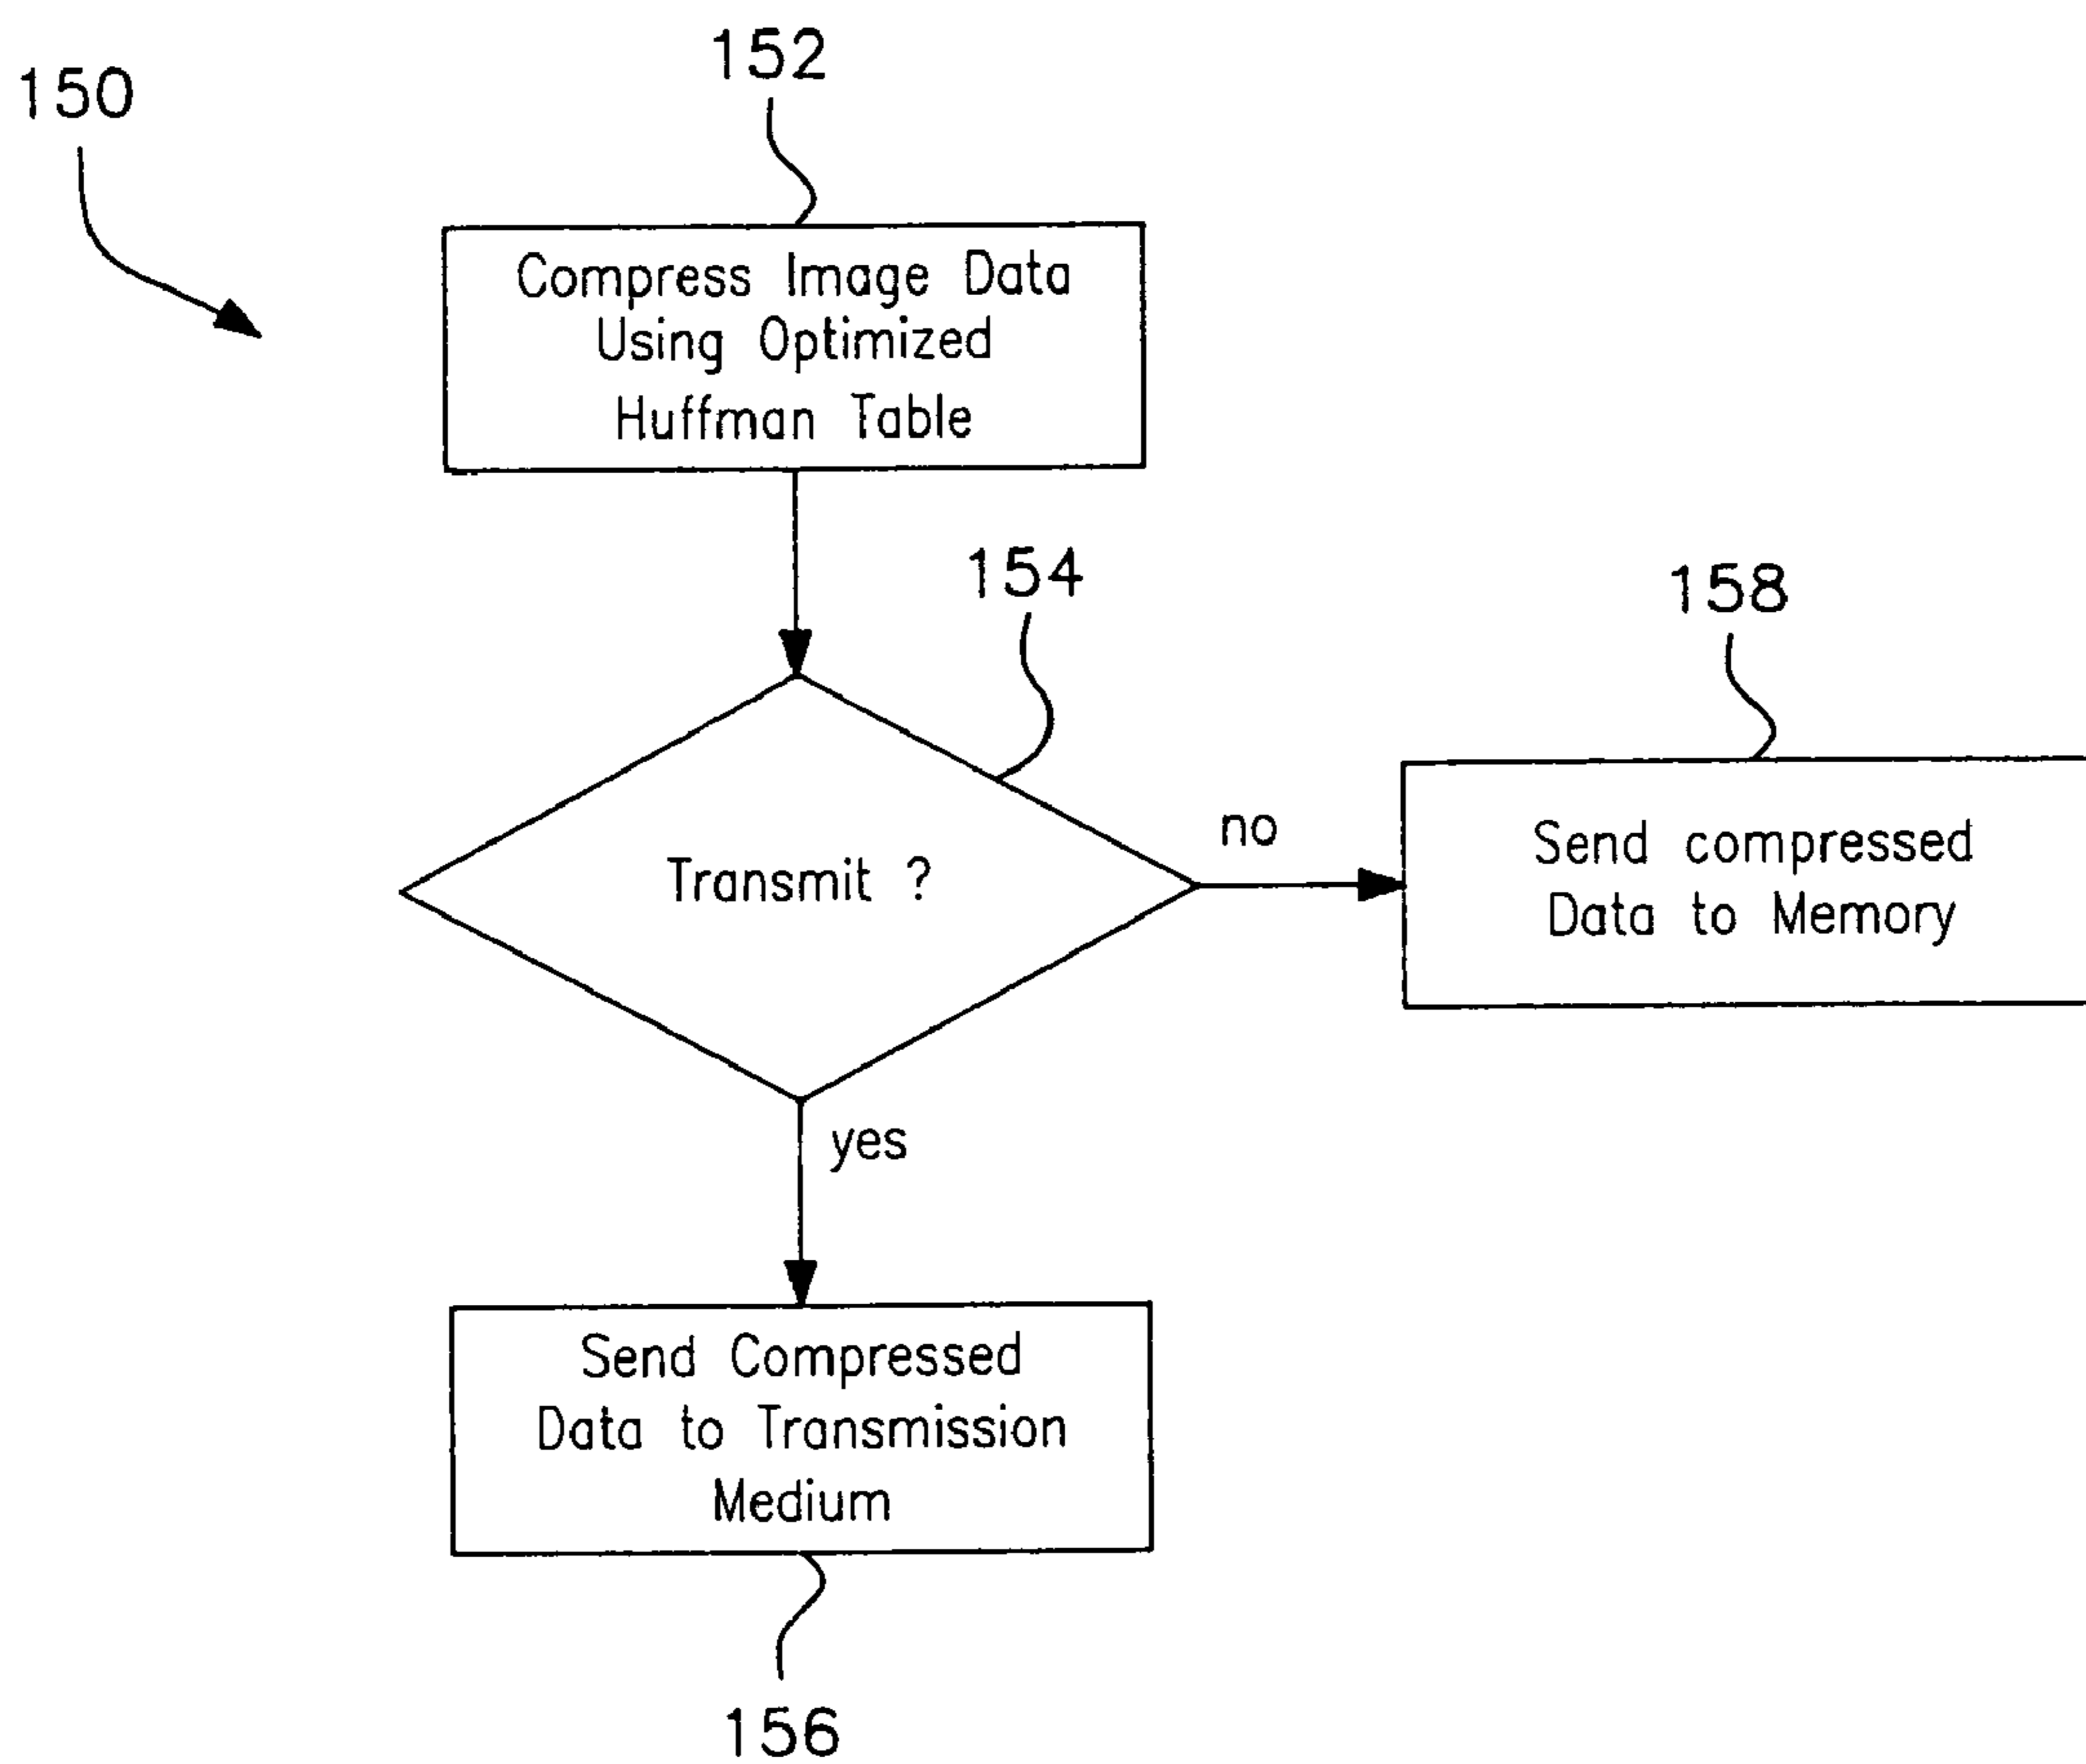 150
152
Compress Image Data
Using Optimized
Huffman Table
154
Transmit ?
no
158
Send compressed
Data to Memory
yes
Send Compressed
Data to Transmission
Medium
156